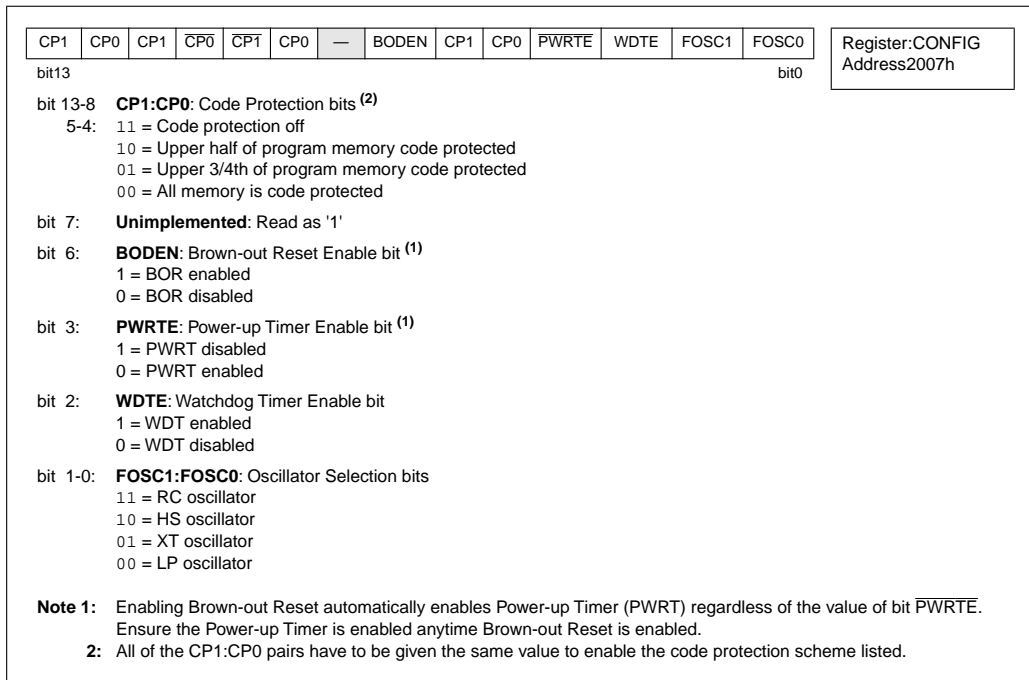 CP1 CP0 CP1 C̅P̅0̅ C̅P̅1̅ CP0 — BODEN CP1 CP0 P̅W̅R̅T̅E̅ WDTE FOSC1 FOSC0
Register:CONFIG
Address2007h
bit13 bit0
bit 13-8 CP1:CP0: Code Protection bits (2)
5-4: 11 = Code protection off
10 = Upper half of program memory code protected
01 = Upper 3/4th of program memory code protected
00 = All memory is code protected
bit 7: Unimplemented: Read as '1'
bit 6: BODEN: Brown-out Reset Enable bit (1)
1 = BOR enabled
0 = BOR disabled
bit 3: PWRTE: Power-up Timer Enable bit (1)
1 = PWRT disabled
0 = PWRT enabled
bit 2: WDTE: Watchdog Timer Enable bit
1 = WDT enabled
0 = WDT disabled
bit 1-0: FOSC1:FOSC0: Oscillator Selection bits
11 = RC oscillator
10 = HS oscillator
01 = XT oscillator
00 = LP oscillator
Note 1: Enabling Brown-out Reset automatically enables Power-up Timer (PWRT) regardless of the value of bit P̅W̅R̅T̅E̅.
Ensure the Power-up Timer is enabled anytime Brown-out Reset is enabled.
2: All of the CP1:CP0 pairs have to be given the same value to enable the code protection scheme listed.